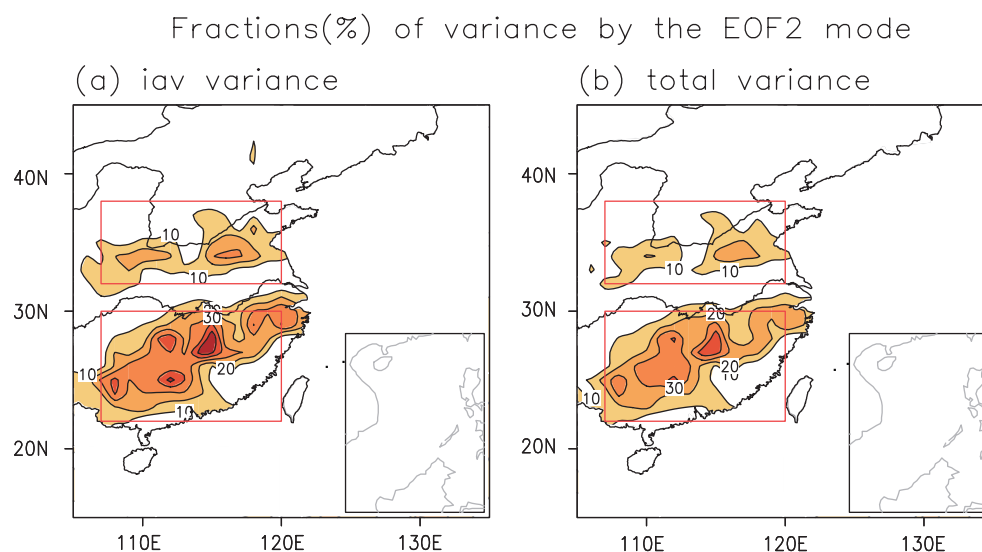 Fractions(%) of variance by the EOF2 mode
(a) iav variance
(b) total variance
40N
30N
20N
110E
120E
130E
10
10
30
20
10
10
40N
30N
20N
110E
120E
130E
10
10
20
20
10
30
10